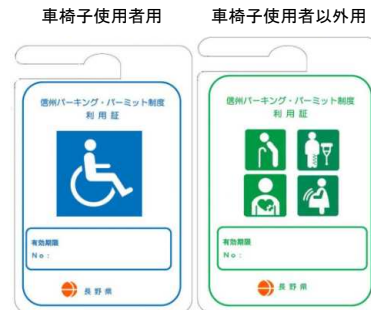 車椅子使用者用
車椅子使用者以外用
信州パーキング・パーミット制度
利用証
有効期限
No:
長野県
信州パーキング・パーミット制度
利用証
有効期限
No:
長野県